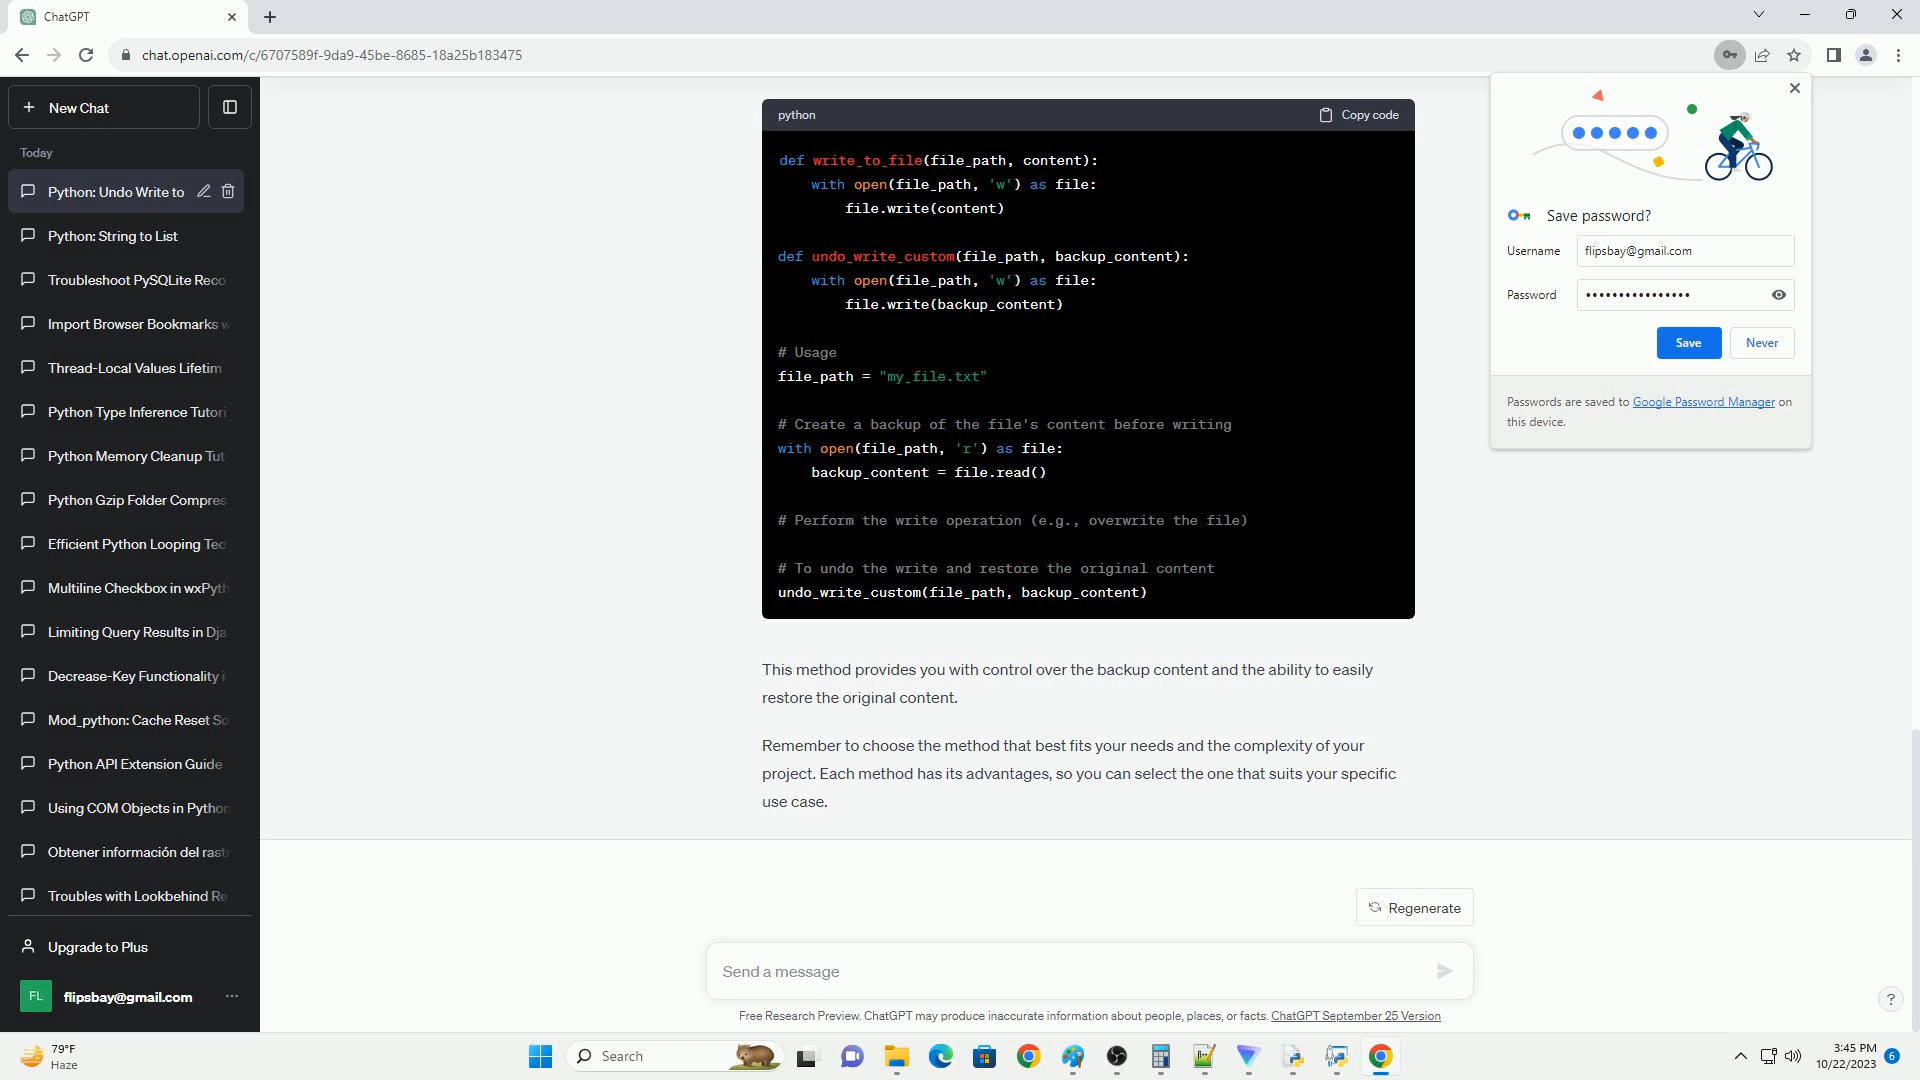 ChatGPT
chat.openai.com/c/6707589f-9da9-45be-8685-18a25b183475
New Chat
Today
Python: Undo Write to
Python: String to List
Troubleshoot PySQLite Reco
Import Browser Bookmarks w
Thread-Local Values Lifetim
Python Type Inference Tutori
Python Memory Cleanup Tut
Python Gzip Folder Compres
Efficient Python Looping Tec
Multiline Checkbox in wxPyth
Limiting Query Results in Dja
Decrease-Key Functionality i
Mod_python: Cache Reset So
Python API Extension Guide
Using COM Objects in Python
Obtener información del rastr
Troubles with Lookbehind Re
Upgrade to Plus
FL flipsbay@gmail.com
python Copy code
def write_to_file(file_path, content):
    with open(file_path, 'w') as file:
        file.write(content)
def undo_write_custom(file_path, backup_content):
    with open(file_path, 'w') as file:
        file.write(backup_content)
# Usage
file_path = "my_file.txt"
# Create a backup of the file's content before writing
with open(file_path, 'r') as file:
    backup_content = file.read()
# Perform the write operation (e.g., overwrite the file)
# To undo the write and restore the original content
undo_write_custom(file_path, backup_content)
This method provides you with control over the backup content and the ability to easily
restore the original content.
Remember to choose the method that best fits your needs and the complexity of your
project. Each method has its advantages, so you can select the one that suits your specific
use case.
Regenerate
Send a message
Free Research Preview. ChatGPT may produce inaccurate information about people, places, or facts. ChatGPT September 25 Version
?
Save password?
Username flipsbay@gmail.com
Password ••••••••••••••••
Save Never
Passwords are saved to Google Password Manager on
this device.
79°F
Haze
Search
3:45 PM
10/22/2023
6